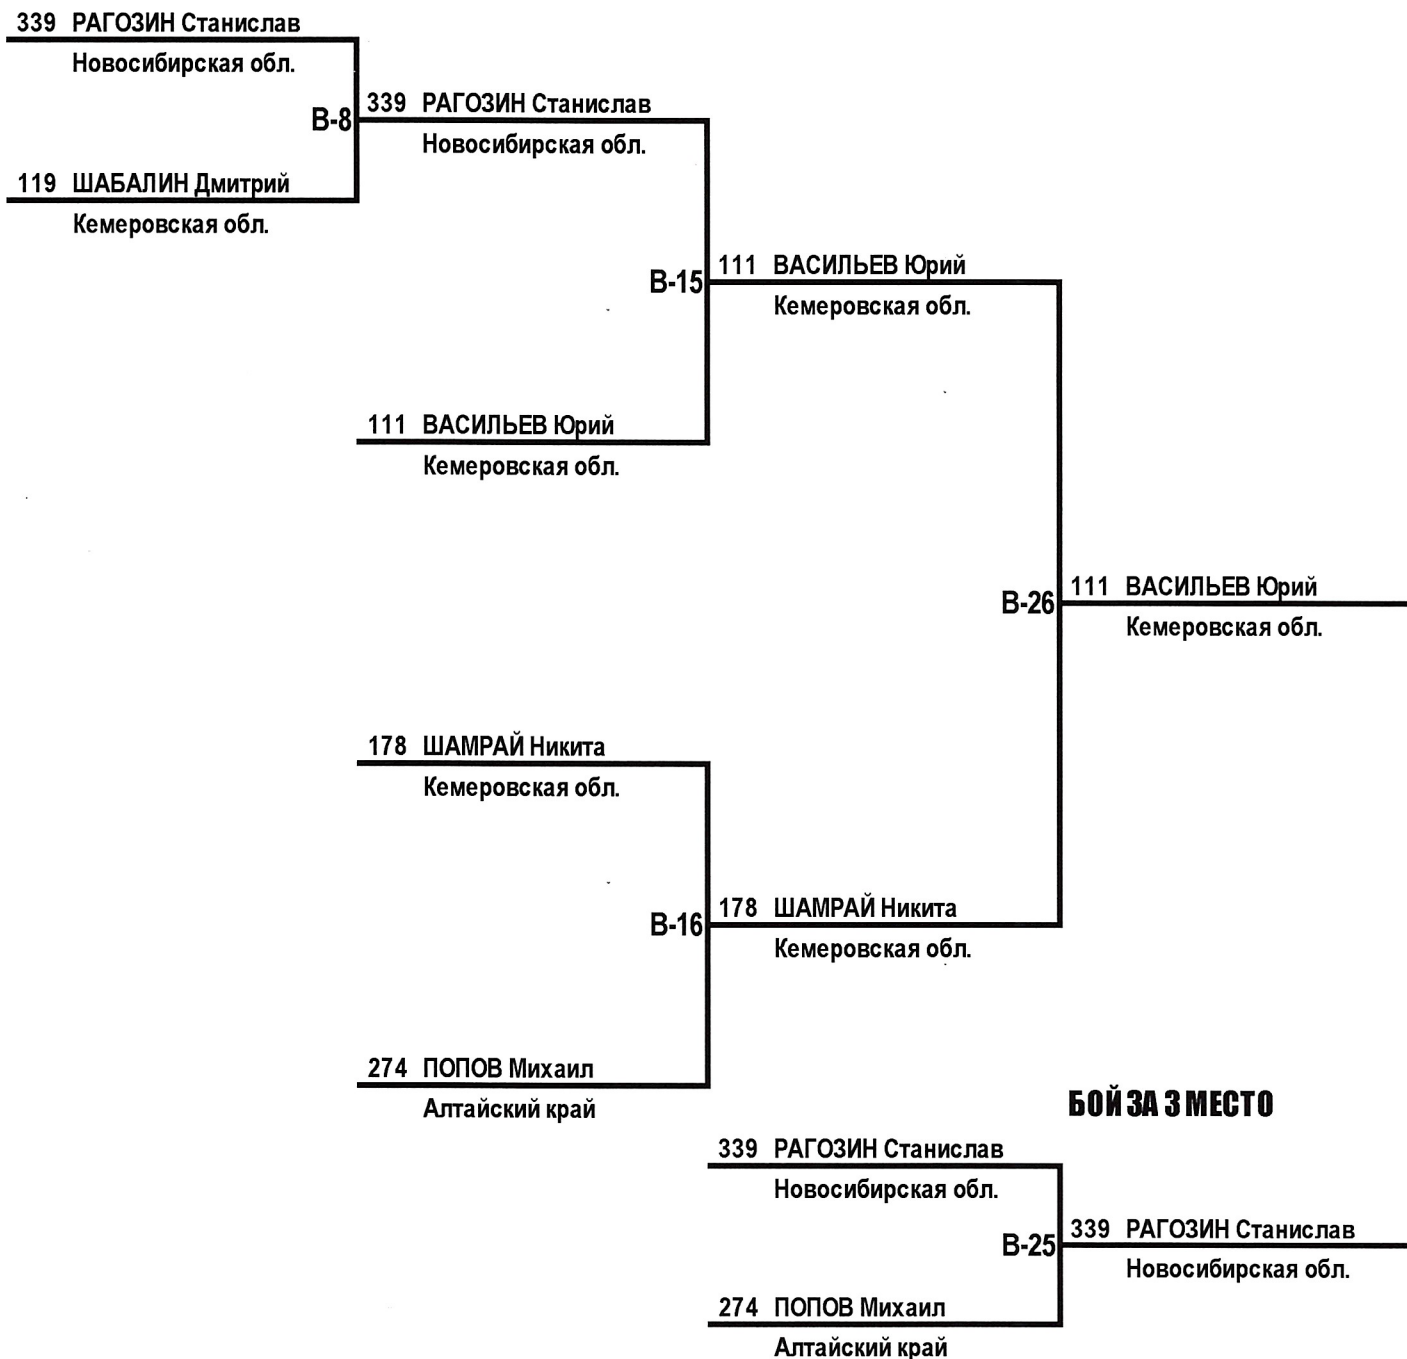 339 РАГОЗИН Станислав
Новосибирская обл.
В-8
339 РАГОЗИН Станислав
Новосибирская обл.
119 ШАБАЛИН Дмитрий
Кемеровская обл.
В-15
111 ВАСИЛЬЕВ Юрий
Кемеровская обл.
111 ВАСИЛЬЕВ Юрий
Кемеровская обл.
В-26
111 ВАСИЛЬЕВ Юрий
Кемеровская обл.
178 ШАМРАЙ Никита
Кемеровская обл.
В-16
178 ШАМРАЙ Никита
Кемеровская обл.
274 ПОПОВ Михаил
Алтайский край
БОЙ ЗА 3 МЕСТО
339 РАГОЗИН Станислав
Новосибирская обл.
В-25
339 РАГОЗИН Станислав
Новосибирская обл.
274 ПОПОВ Михаил
Алтайский край